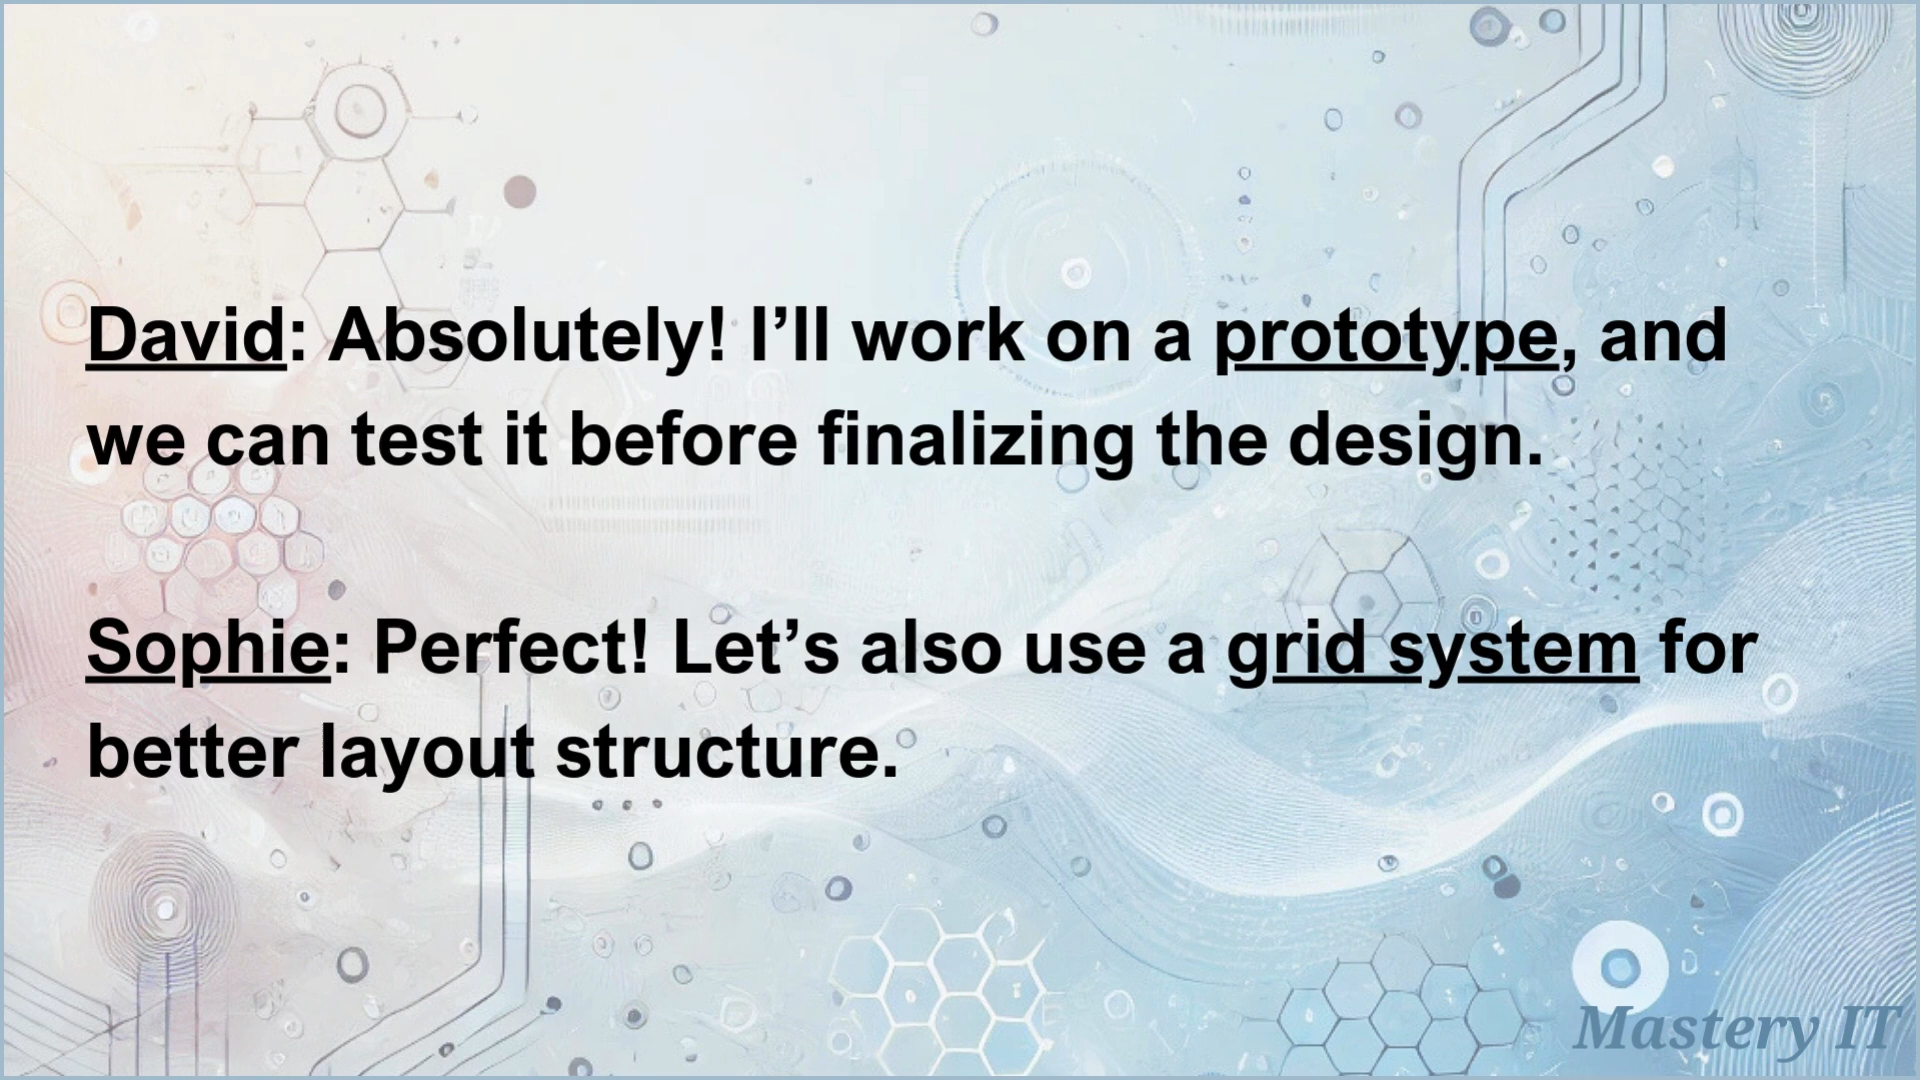 David: Absolutely! I’ll work on a prototype, and
we can test it before finalizing the design.
Sophie: Perfect! Let’s also use a grid system for
better layout structure.
Mastery IT